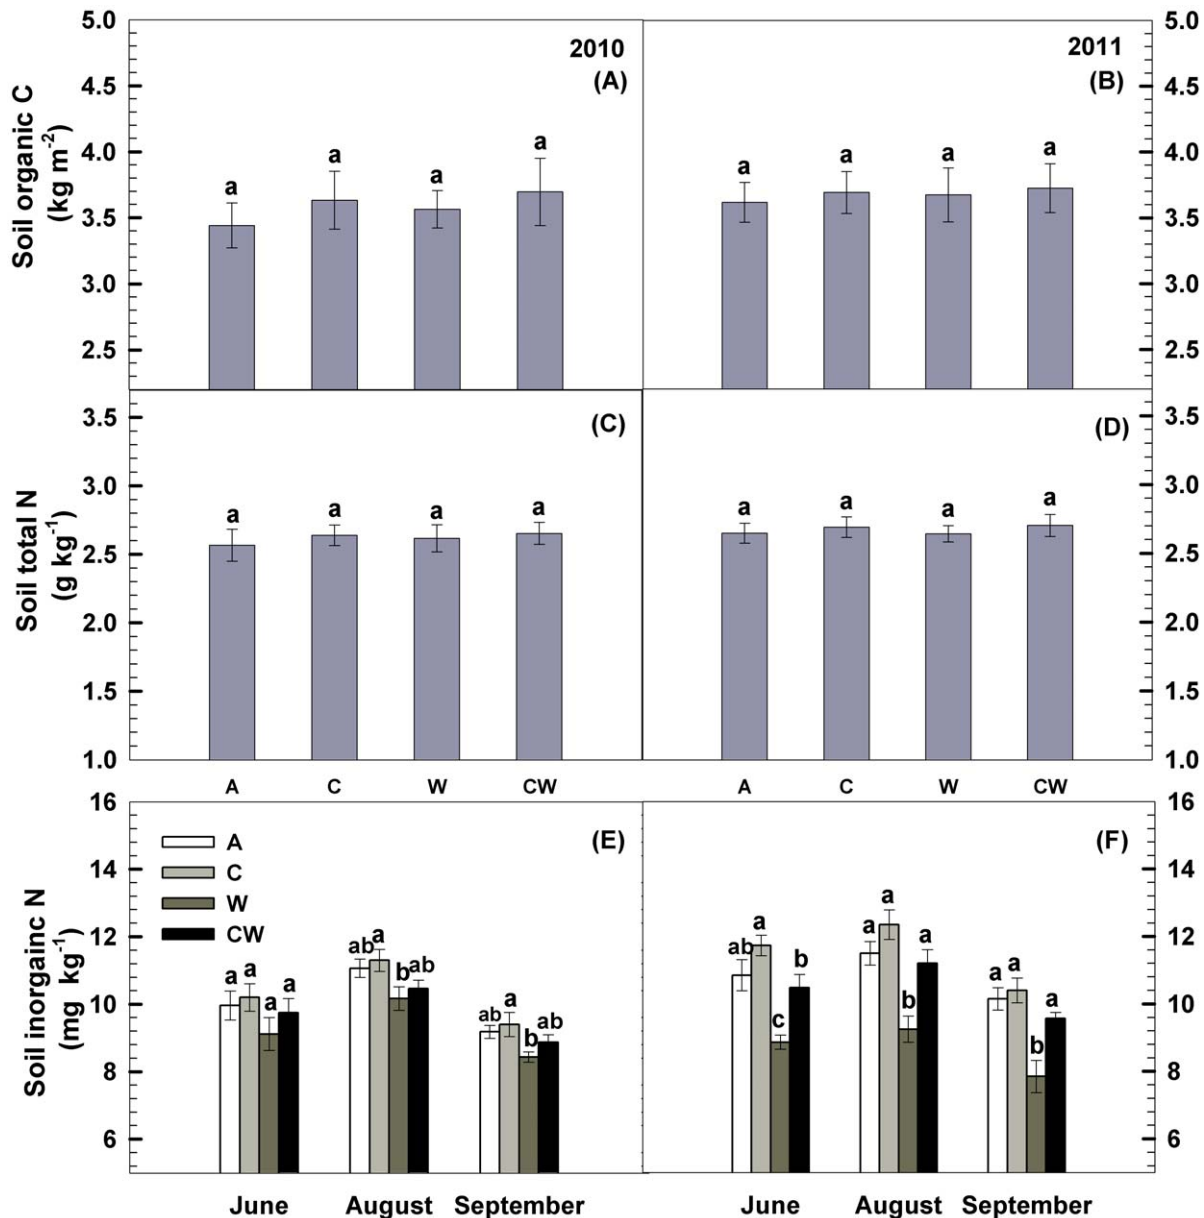 2010
2011
(A)
(B)
Soil organic C
(kg m-2)
5.0
4.5
4.0
3.5
3.0
2.5
a a a a
a a a a
5.0
4.5
4.0
3.5
3.0
2.5
(C)
(D)
Soil total N
(g kg-1)
3.5
3.0
2.5
2.0
1.5
1.0
a a a a
a a a a
3.5
3.0
2.5
2.0
1.5
1.0
A C W CW
A C W CW
(E)
(F)
Soil inorgainc N
(mg kg-1)
16
14
12
10
8
6
A
C
W
CW
a a a a
ab a b ab
ab a b ab
ab a c b
a a b a
a a b a
16
14
12
10
8
6
June August September
June August September